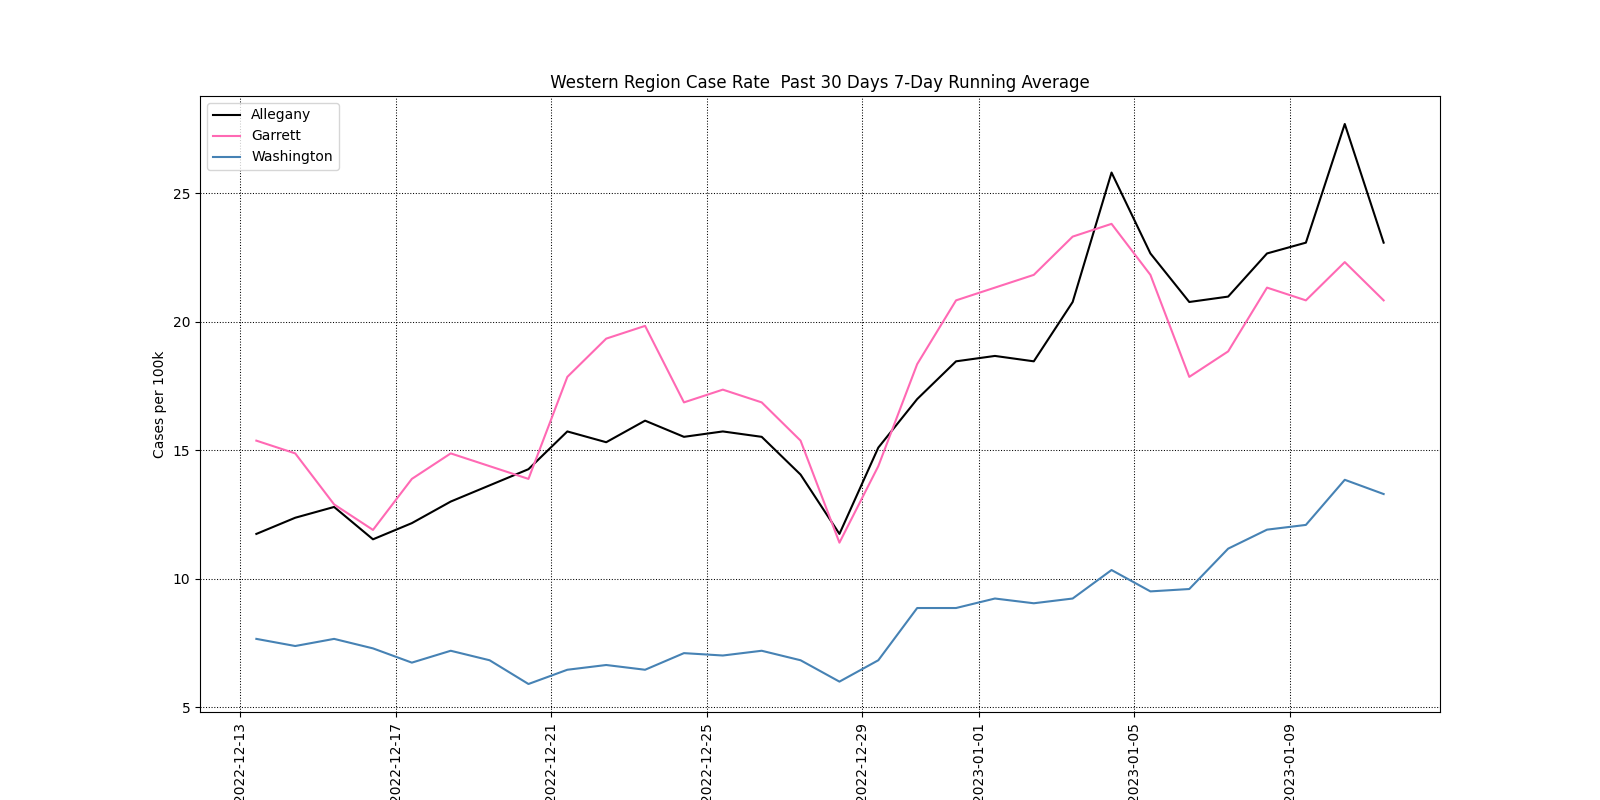 Western Region Case Rate  Past 30 Days 7-Day Running Average
Allegany
Garrett
Washington
Cases per 100k
25
20
15
10
5
2022-12-13
2022-12-17
2022-12-21
2022-12-25
2022-12-29
2023-01-01
2023-01-05
2023-01-09